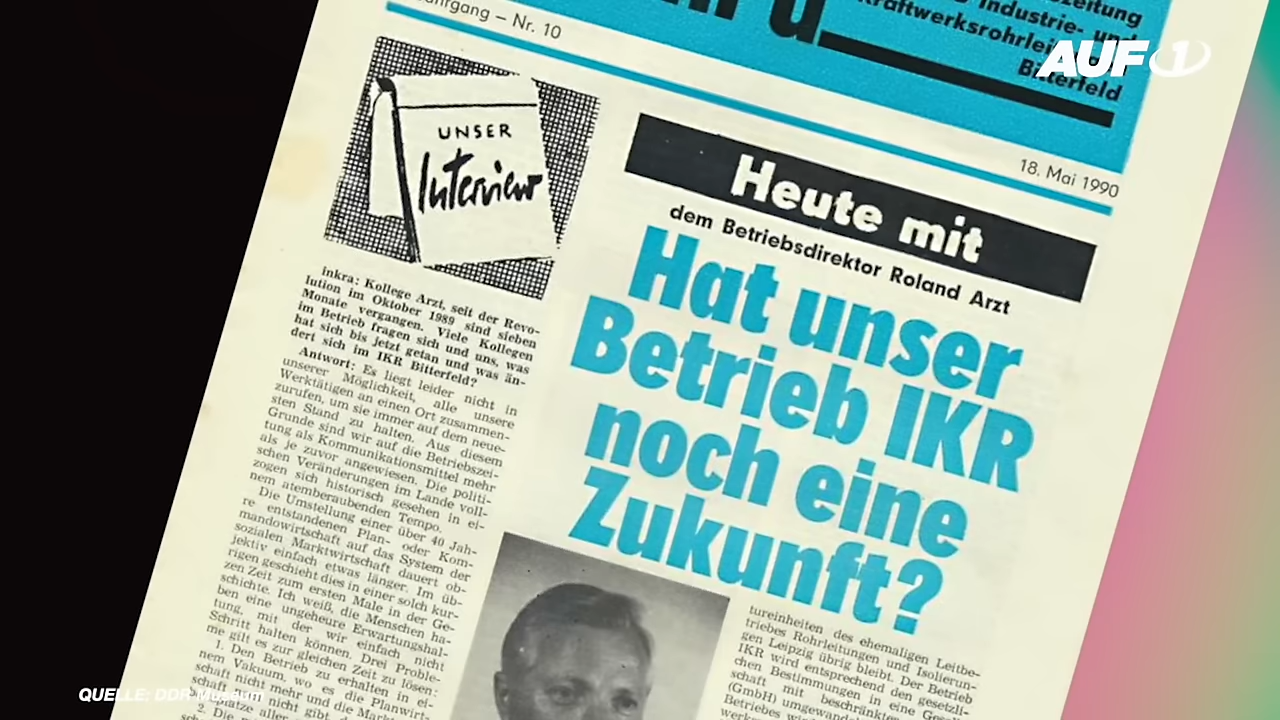 zeitung
Industrie- und
Kraftwerksrohrlei
Bitterfeld
AUF1
Jahrgang – Nr. 10
18. Mai 1990
UNSER
Interview
Heute mit
dem Betriebsdirektor Roland Arzt
Hat unser
Betrieb IKR
noch eine
Zukunft?
inkra: Kollege Arzt, seit der Revo-
lution im Oktober 1989 sind sieben
Monate vergangen. Viele Kollegen
im Betrieb fragen sich und uns, was
hat sich bis jetzt getan und was än-
dert sich im IKR Bitterfeld?
Antwort: Es liegt leider nicht in
unserer Möglichkeit, alle unsere
Werktätigen an einen Ort zusammen-
zurufen, um sie immer auf dem neue-
sten Stand zu halten. Aus diesem
Grunde sind wir auf die Betriebszei-
tung als Kommunikationsmittel mehr
als je zuvor angewiesen. Die politi-
schen Veränderungen im Lande voll-
zogen sich historisch gesehen in ei-
nem atemberaubenden Tempo.
Die Umstellung einer über 40 Jah-
re entstandenen Plan- oder Kom-
mandowirtschaft auf das System der
sozialen Marktwirtschaft dauert ob-
jektiv einfach etwas länger. Im üb-
rigen geschieht dies in einer solch kur-
zen Zeit zum ersten Male in der Ge-
schichte. Ich weiß, die Menschen ha-
ben eine ungeheure Erwartungshal-
tung, mit der wir einfach nicht
Schritt halten können. Drei Proble-
me gilt es zur gleichen Zeit zu lösen:
1. Den Betrieb zu erhalten in ei-
nem Vakuum, wo es die Planwirt-
schaft nicht mehr und die Markt-
schaft nicht gibt,
plätze aller
2. Die
tureinheiten des ehemaligen Leitbe-
triebes Rohrleitungen und Isolierun-
gen Leipzig übrig bleibt. Der Betrieb
IKR wird entsprechend den gesetzli-
chen Bestimmungen in eine Gesell-
schaft mit beschränkter
(GmbH) umgewandel
Betriebes
QUELLE: DDR-Museum